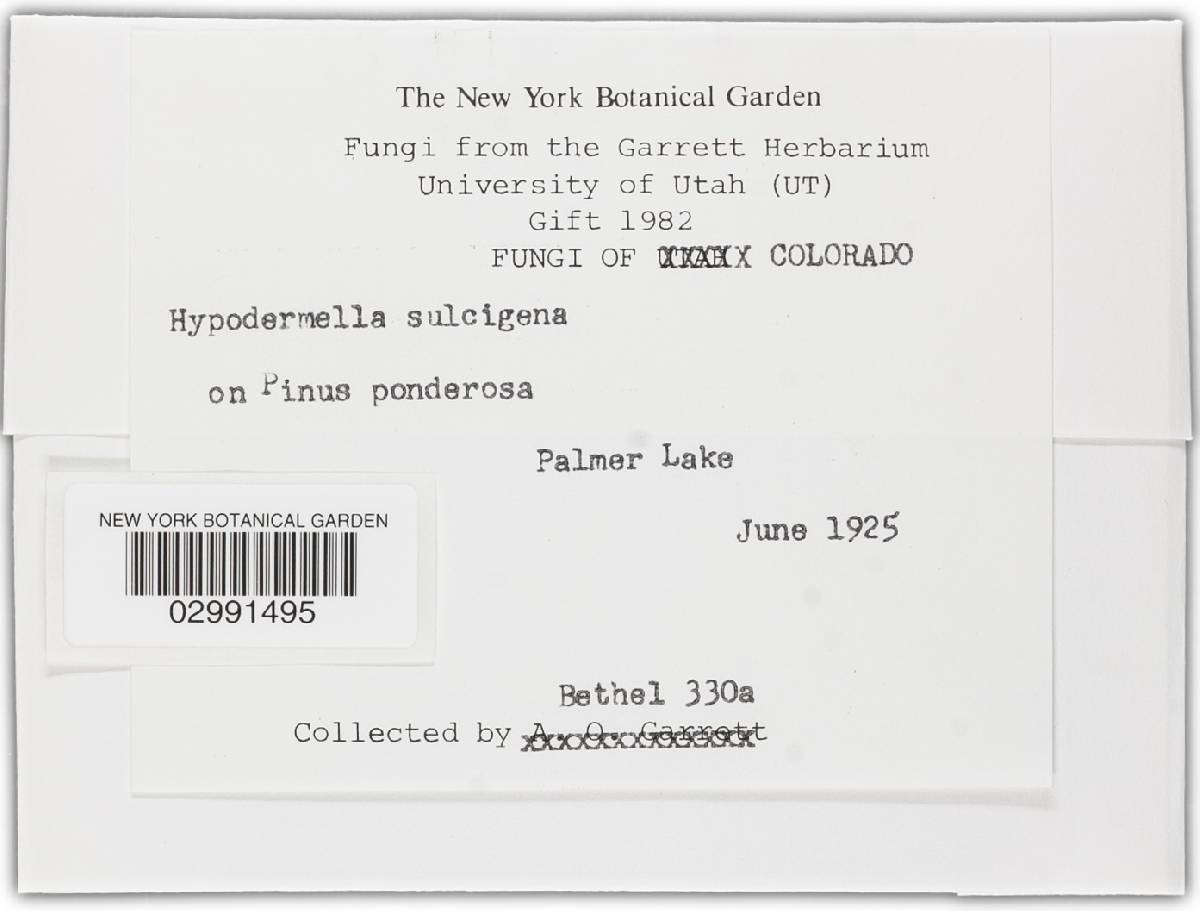 The New York Botanical Garden
Fungi from the Garrett Herbarium
University of Utah (UT)
Gift 1982
FUNGI OF UTAH COLORADO
Hypodermella sulcigena
on Pinus ponderosa
Palmer Lake
June 1925
NEW YORK BOTANICAL GARDEN
02991495
Bethel 330a
Collected by A. O. Garrett